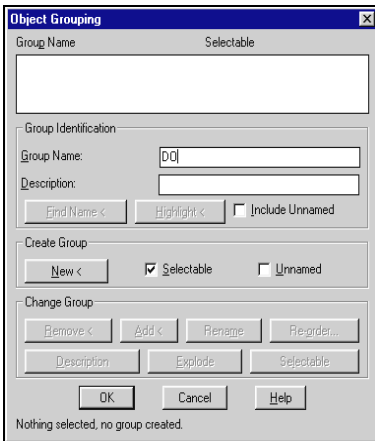 Object Grouping
Group Name Selectable
Group Identification
Group Name: DO
Description:
Find Name < Highlight < Include Unnamed
Create Group
New < Selectable Unnamed
Change Group
Remove < Add < Rename Re-order...
Description Explode Selectable
OK Cancel Help
Nothing selected, no group created.